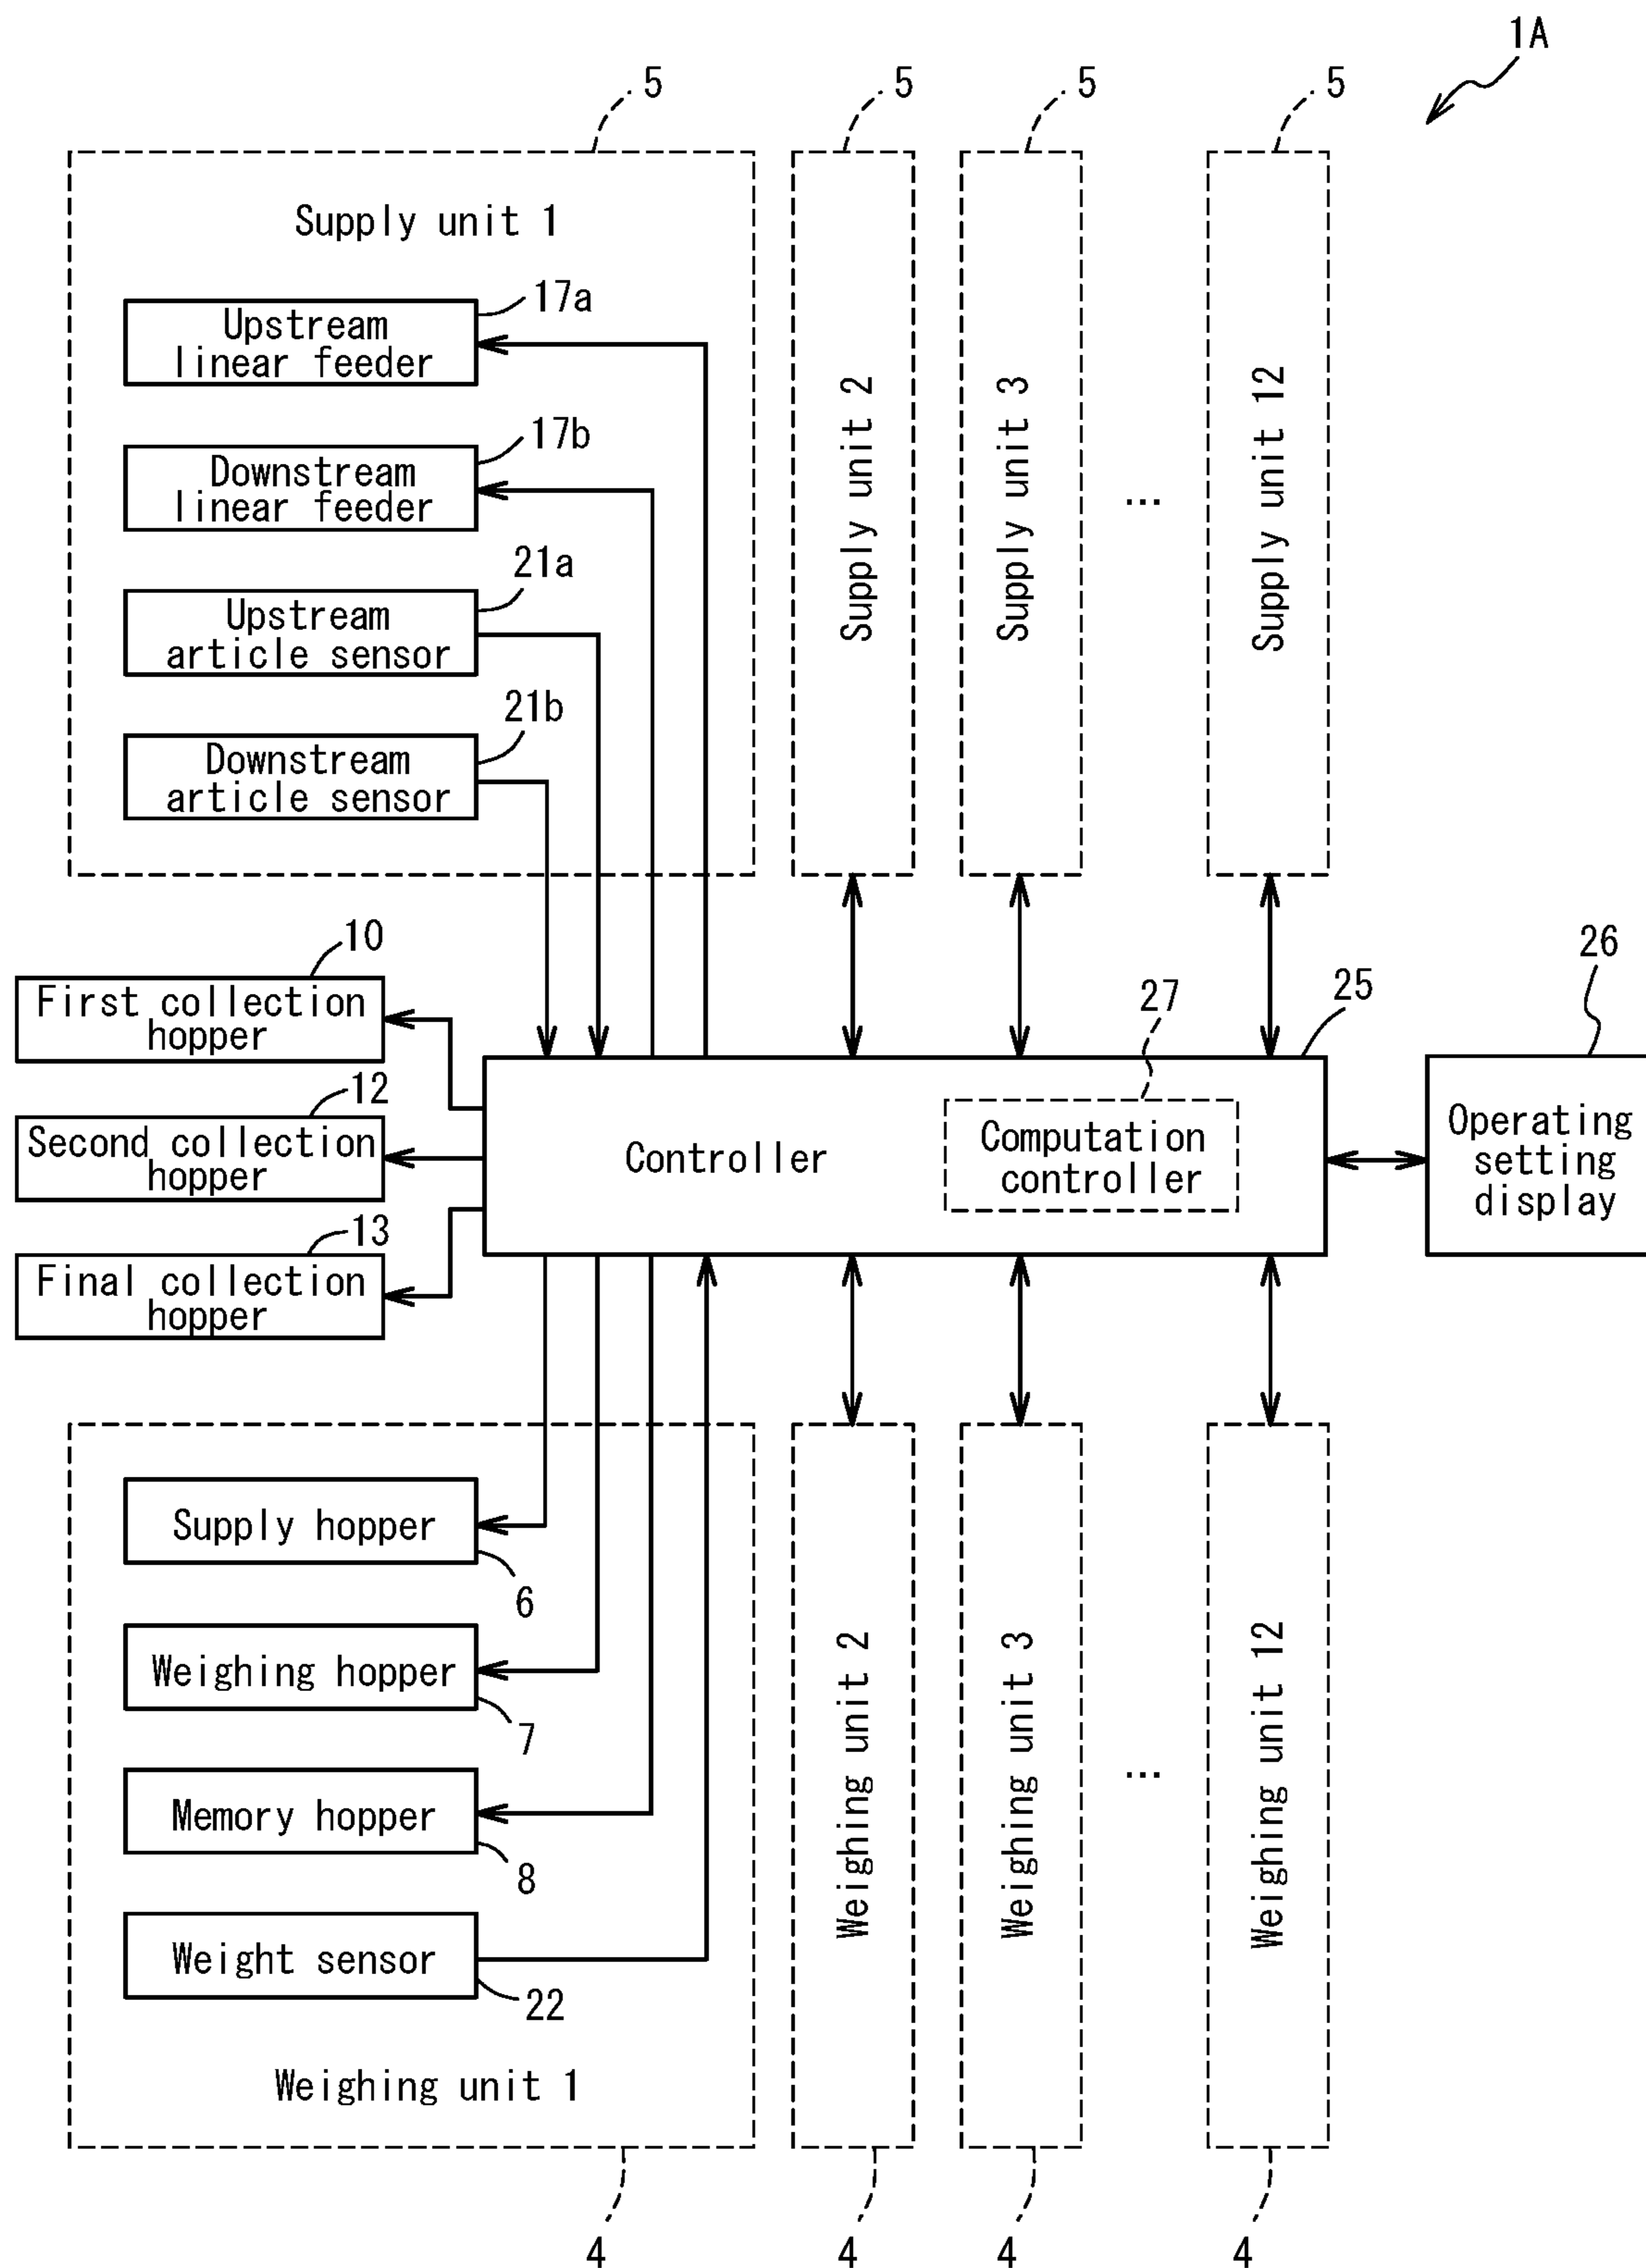 1A
5
5
5
5
Supply unit 1
17a
Upstream
linear feeder
17b
Downstream
linear feeder
21a
Upstream
article sensor
21b
Downstream
article sensor
Supply unit 2
Supply unit 3
...
Supply unit 12
10
First collection
hopper
12
Second collection
hopper
13
Final collection
hopper
Controller
27
Computation
controller
25
26
Operating
setting
display
Supply hopper
6
Weighing hopper
7
Memory hopper
8
Weight sensor
22
Weighing unit 1
Weighing unit 2
Weighing unit 3
...
Weighing unit 12
4
4
4
4